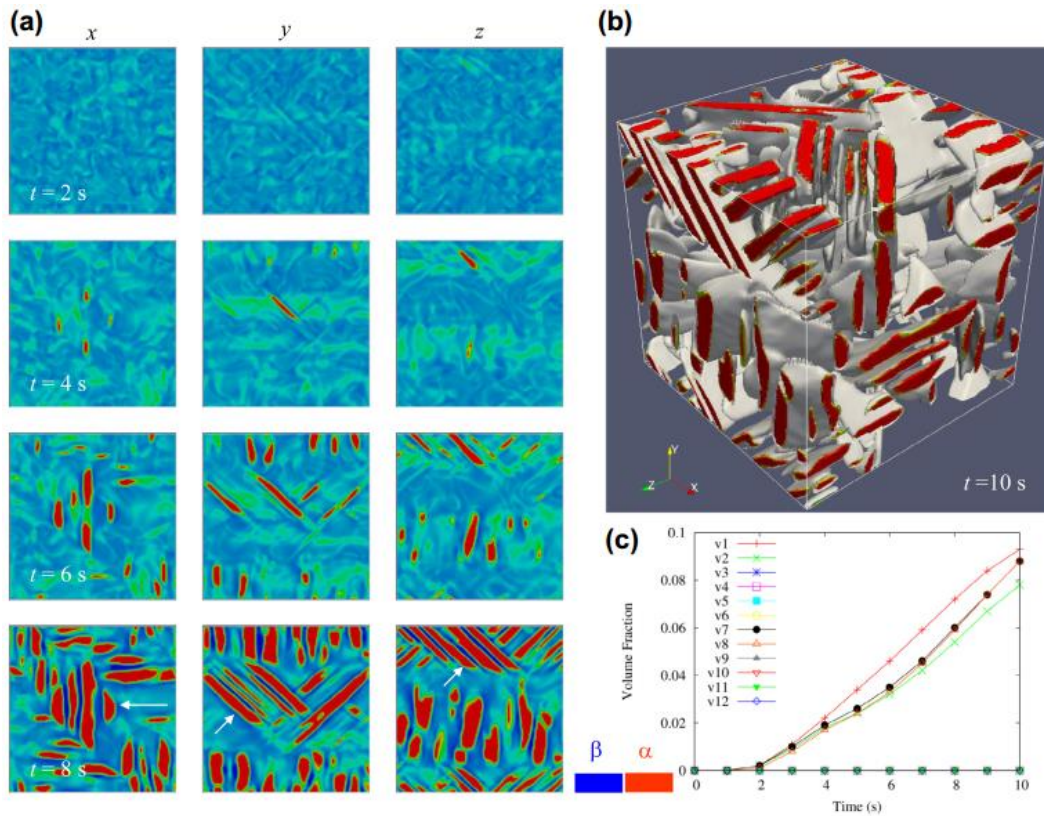 (a)
x y z
t = 2 s
t = 4 s
t = 6 s
t = 8 s
(b)
Y
Z
X
t =10 s
(c)
v1
v2
v3
v4
v5
v6
v7
v8
v9
v10
v11
v12
Volume Fraction
0.1
0.08
0.06
0.04
0.02
0
0 2 4 6 8 10
Time (s)
β α